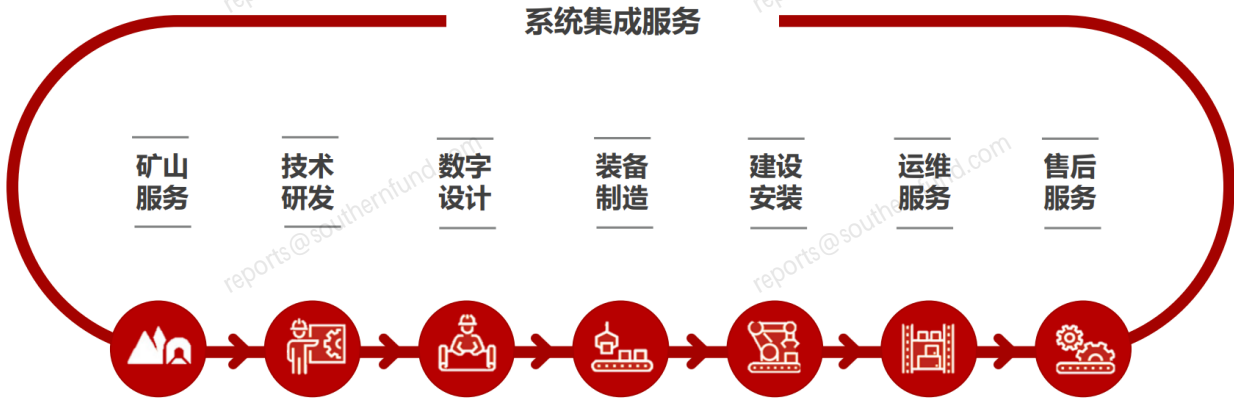 系统集成服务
矿山
服务
技术
研发
数字
设计
装备
制造
建设
安装
运维
服务
售后
服务
reports@southernfund.com
reports@southernfund.com